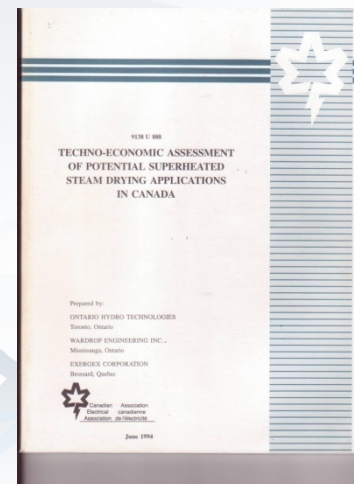 9138 U 888
TECHNO-ECONOMIC ASSESSMENT
OF POTENTIAL SUPERHEATED
STEAM DRYING APPLICATIONS
IN CANADA
Prepared by:
ONTARIO HYDRO TECHNOLOGIES
Toronto, Ontario
WARDROP ENGINEERING INC.,
Mississauga, Ontario
EXERGEX CORPORATION
Brossard, Quebec
Canadian Association
Electrical canadienne
Association de l'électricité
June 1994